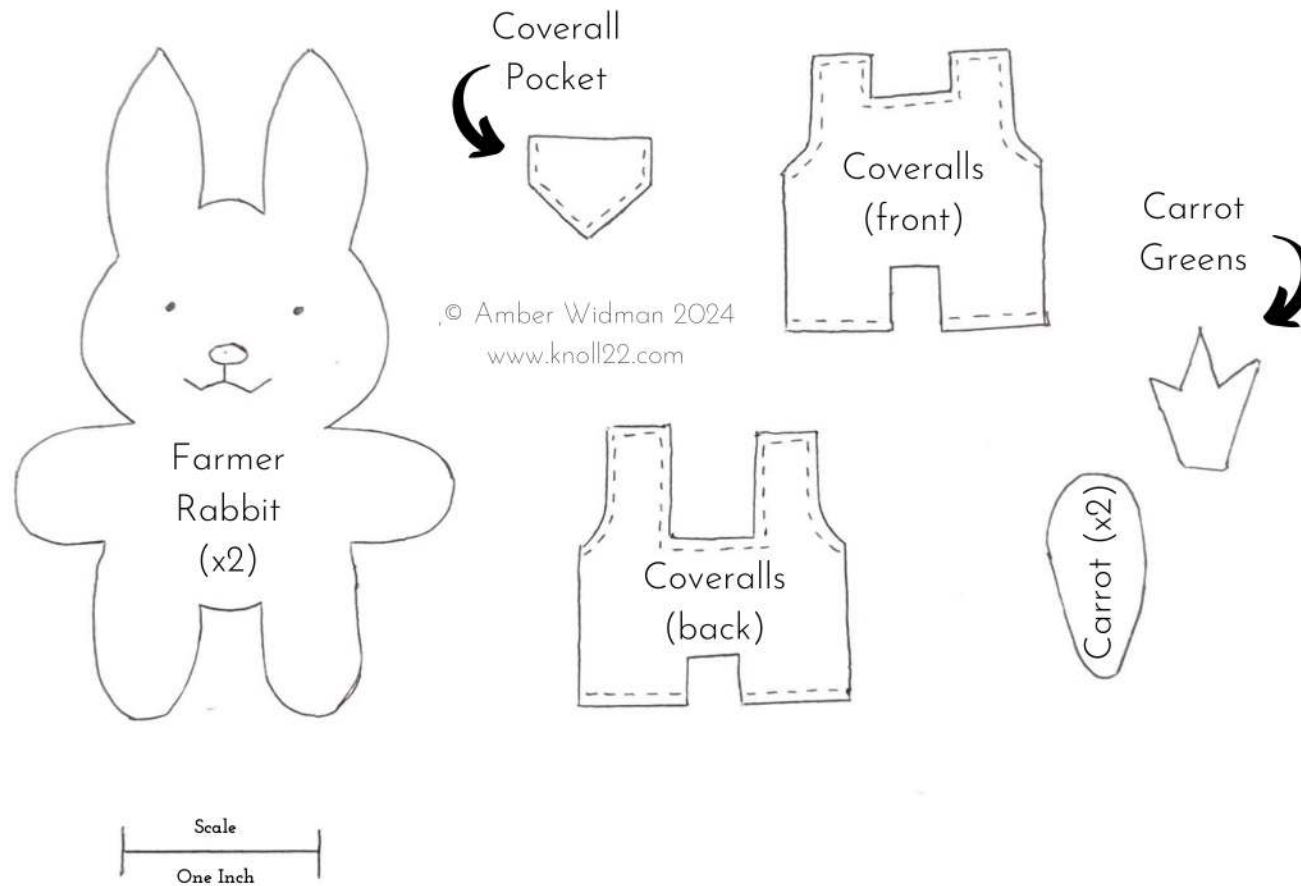 Coverall
Pocket
Coveralls
(front)
Carrot
Greens
© Amber Widman 2024
www.knoll22.com
Farmer
Rabbit
(x2)
Coveralls
(back)
Carrot (x2)
Scale
One Inch